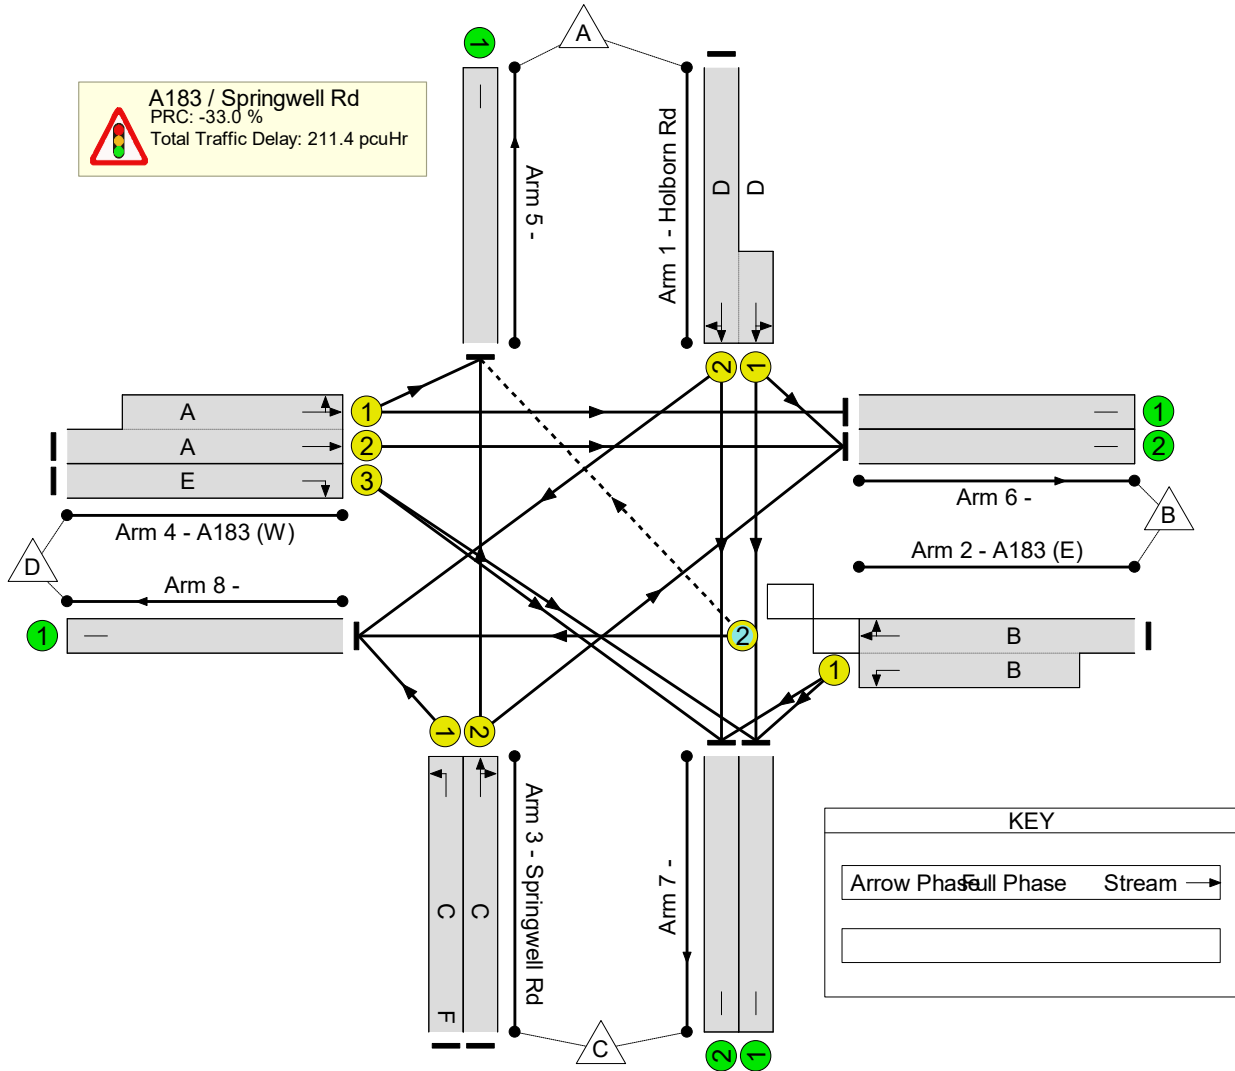 A
1
A183 / Springwell Rd
PRC: -33.0 %
Total Traffic Delay: 211.4 pcuHr
Arm 5 -
Arm 1 - Holborn Rd
D
D
2
1
A
1
A
2
E
3
Arm 4 - A183 (W)
D
Arm 8 -
1
1
2
Arm 6 -
B
Arm 2 - A183 (E)
2
B
1
B
1
2
C
C
F
Arm 3 - Springwell Rd
Arm 7 -
C
2
1
KEY
Arrow Phase Full Phase Stream